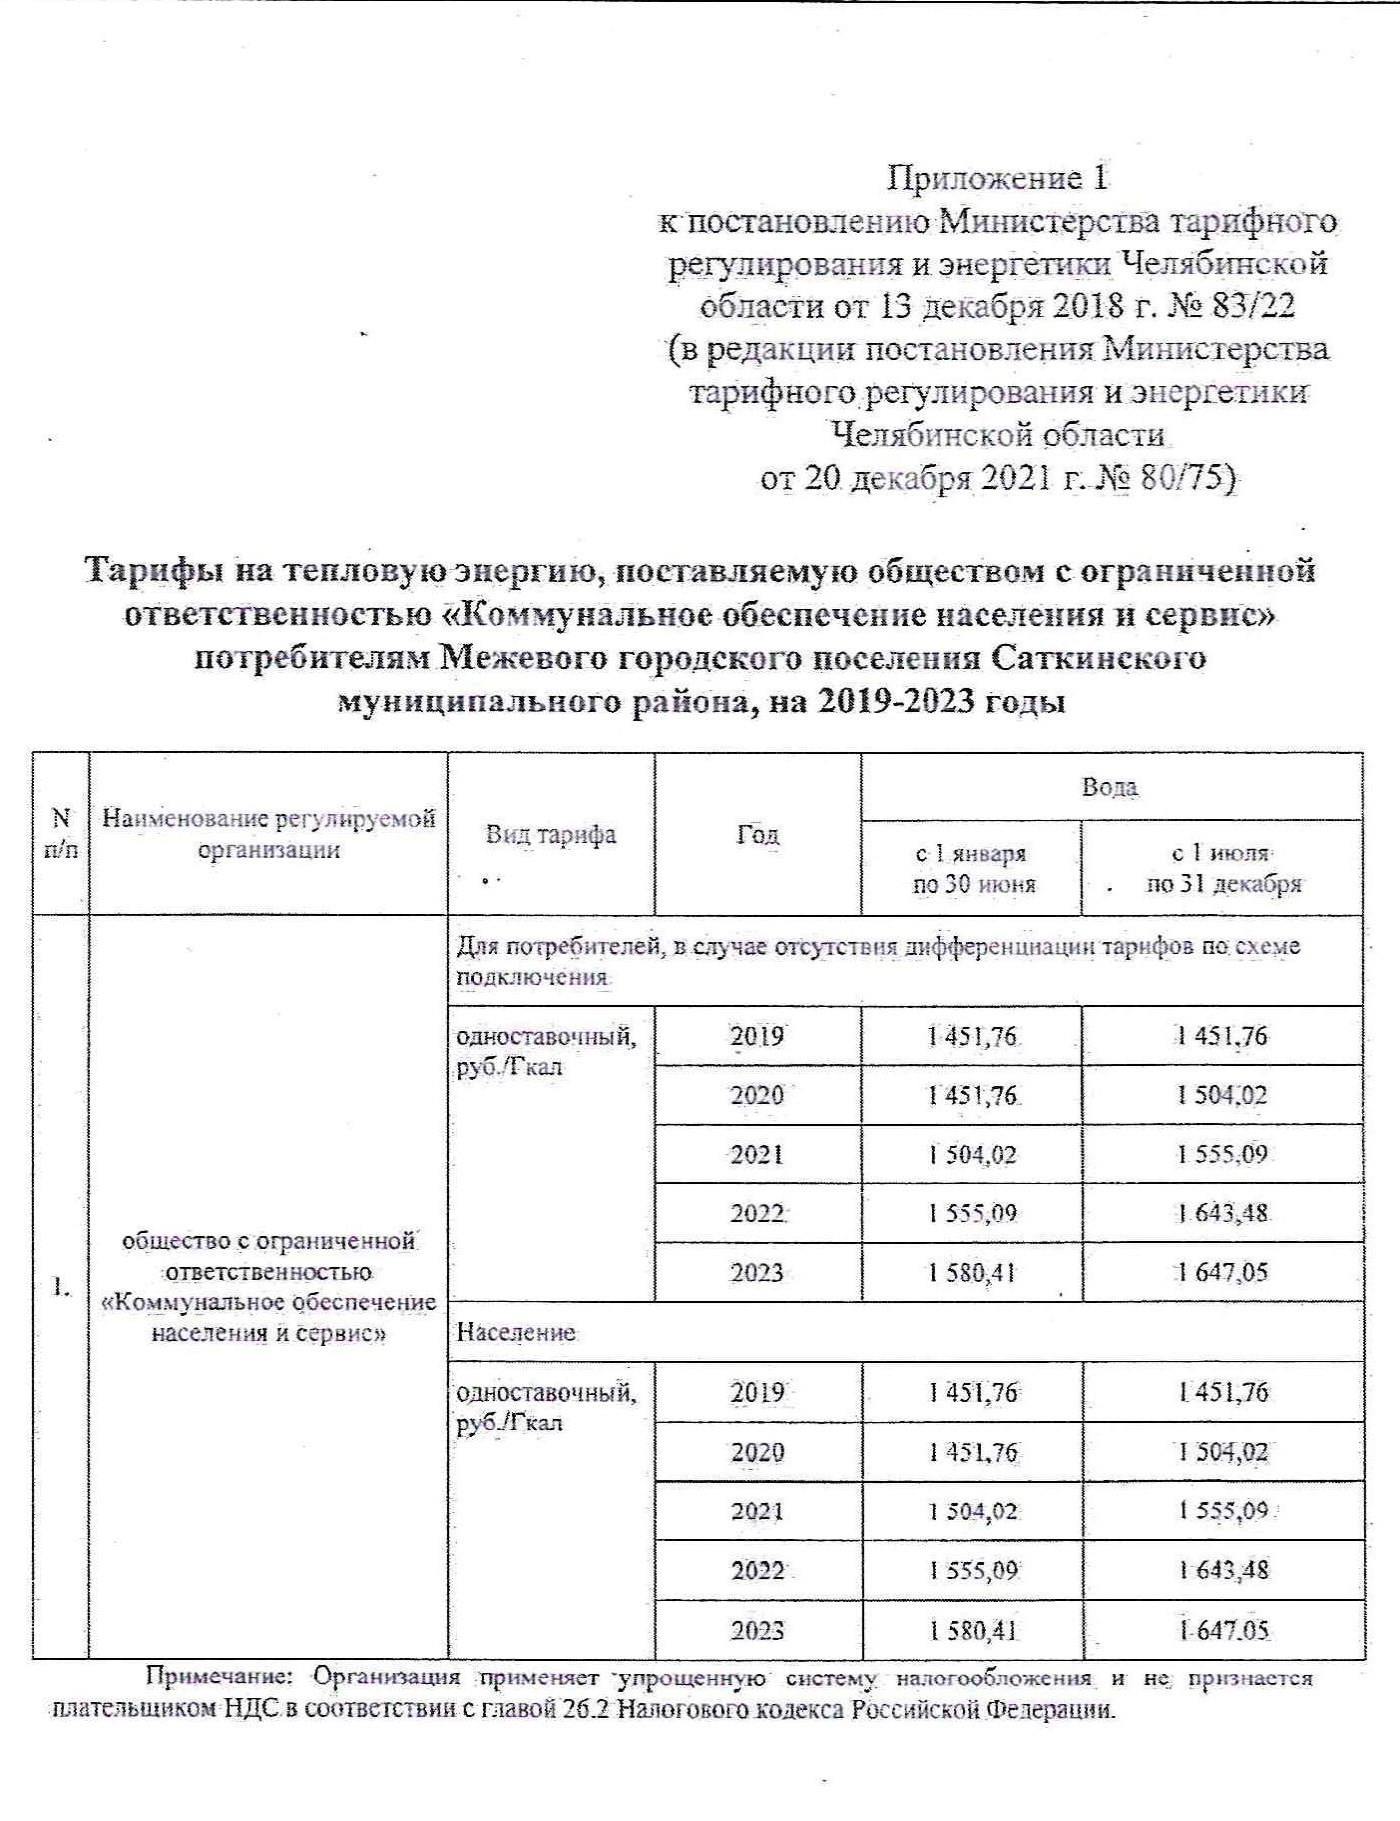 Приложение 1
к постановлению Министерства тарифного
регулирования и энергетики Челябинской
области от 13 декабря 2018 г. № 83/22
(в редакции постановления Министерства
тарифного регулирования и энергетики
Челябинской области
от 20 декабря 2021 г. № 80/75)
Тарифы на тепловую энергию, поставляемую обществом с ограниченной
ответственностью «Коммунальное обеспечение населения и сервис»
потребителям Межевого городского поселения Саткинского
муниципального района, на 2019-2023 годы
N п/п
Наименование регулируемой
организации
Вид тарифа
Год
Вода
с 1 января
по 30 июня
с 1 июля
по 31 декабря
1.
общество с ограниченной
ответственностью
«Коммунальное обеспечение
населения и сервис»
Для потребителей, в случае отсутствия дифференциации тарифов по схеме
подключения
одноставочный,
руб./Гкал
2019 1 451,76 1 451,76
2020 1 451,76 1 504,02
2021 1 504,02 1 555,09
2022 1 555,09 1 643,48
2023 1 580,41 1 647,05
Население
одноставочный,
руб./Гкал
2019 1 451,76 1 451,76
2020 1 451,76 1 504,02
2021 1 504,02 1 555,09
2022 1 555,09 1 643,48
2023 1 580,41 1 647,05
Примечание: Организация применяет упрощенную систему налогообложения и не признается
плательщиком НДС в соответствии с главой 26.2 Налогового кодекса Российской Федерации.